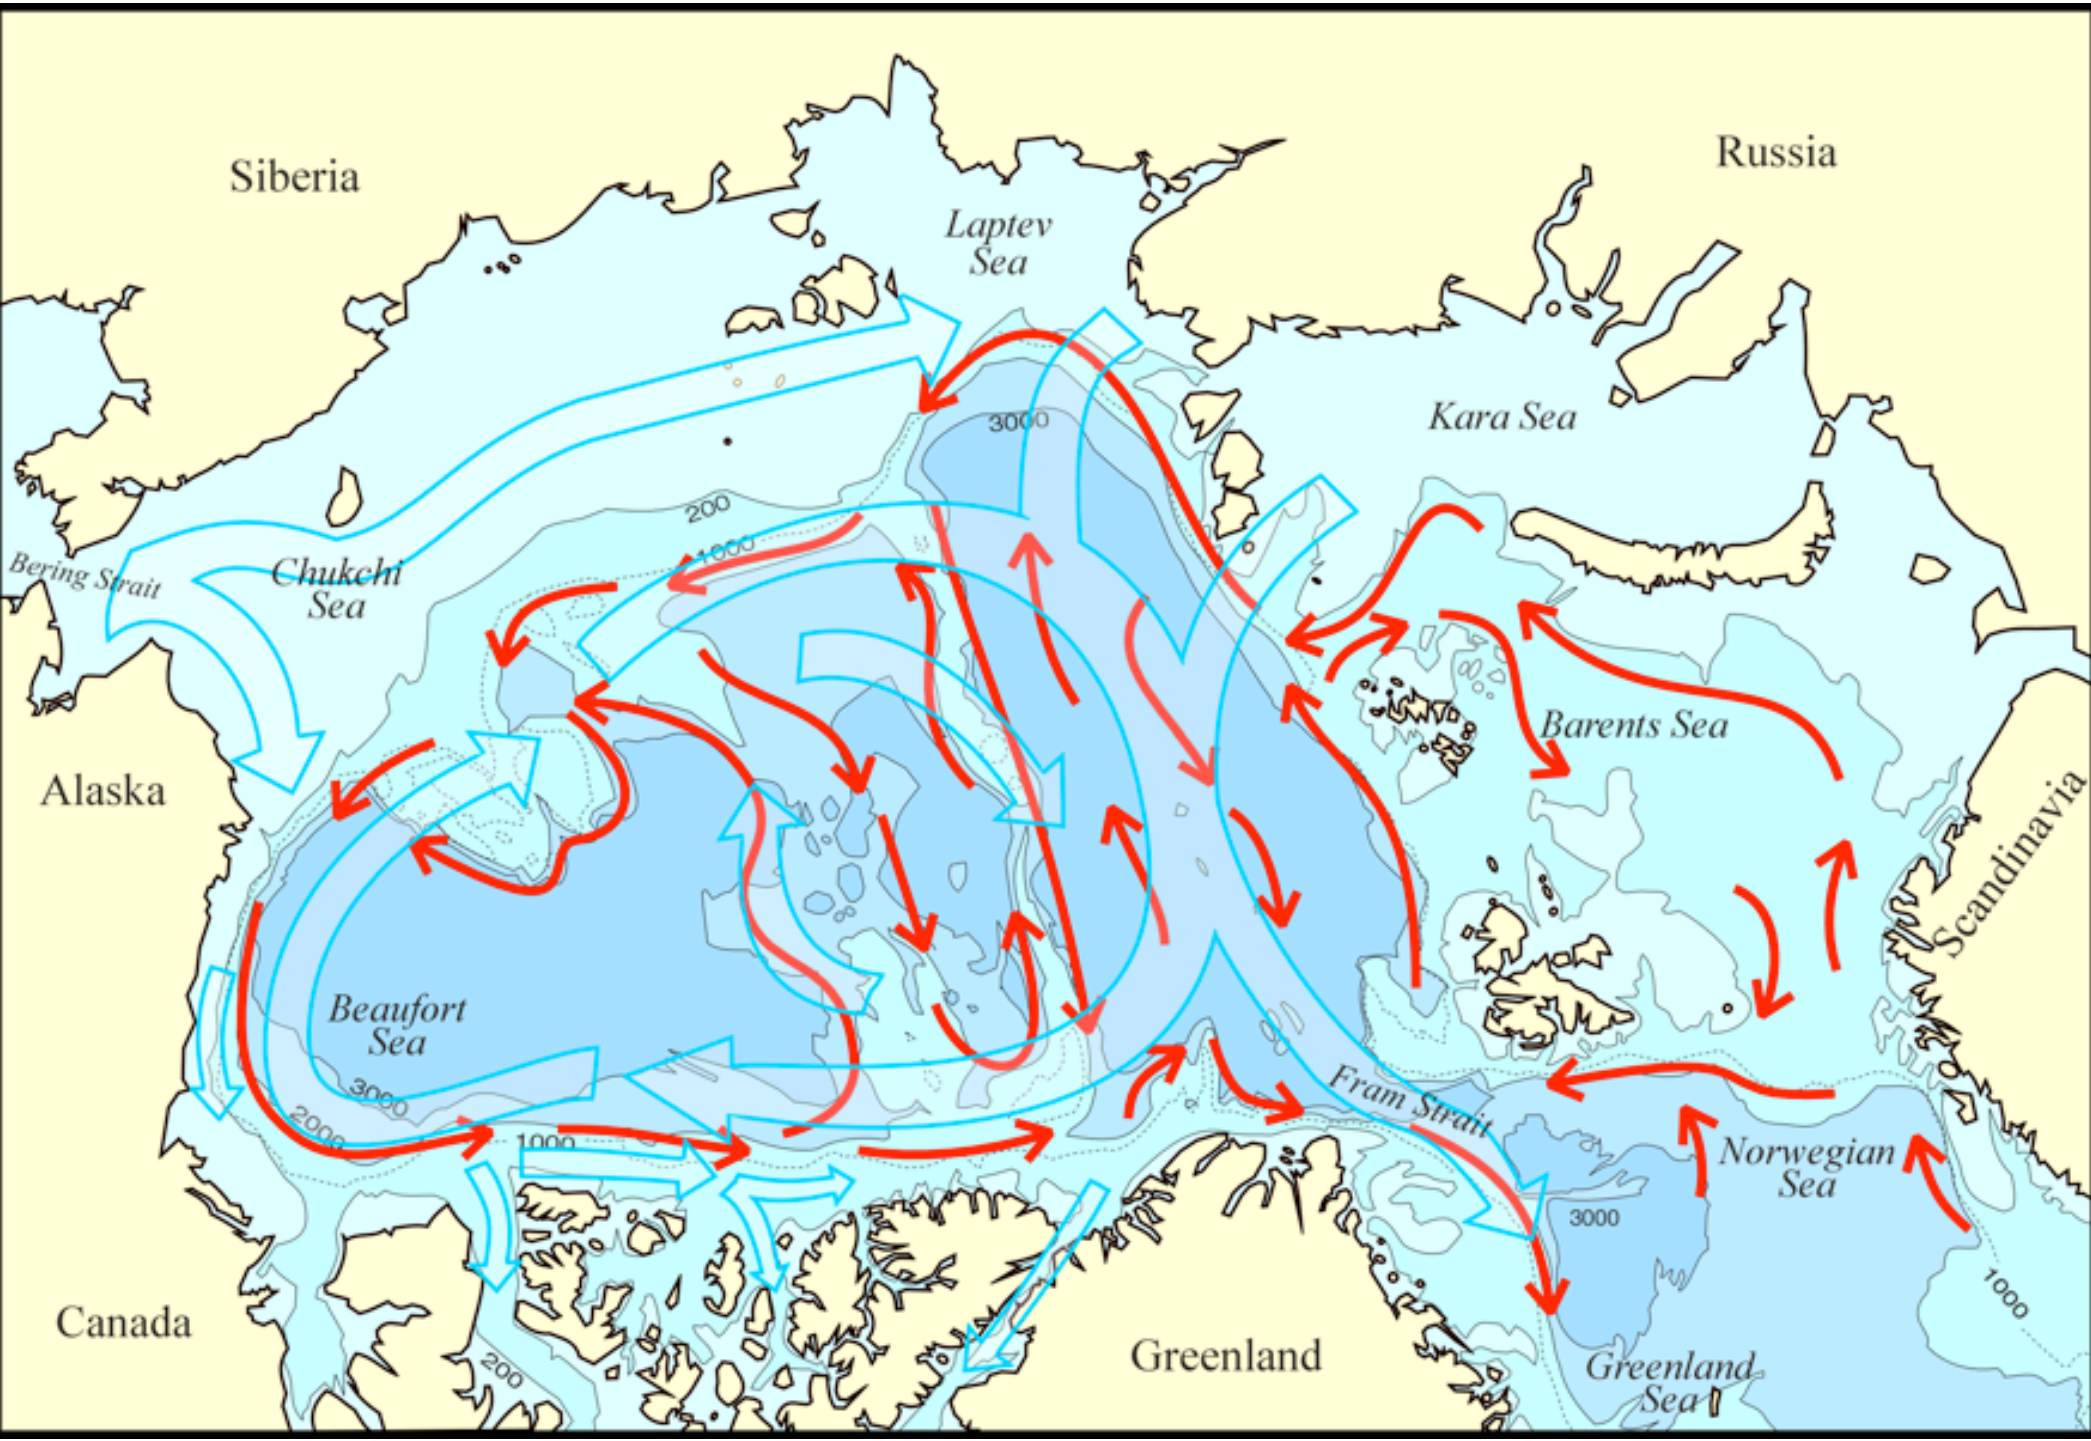 Siberia
Russia
Laptev
Sea
Kara Sea
3000
200
1000
Bering Strait
Chukchi
Sea
Barents Sea
Alaska
Scandinavia
Beaufort
Sea
3000
2000
1000
Fram Strait
Norwegian
Sea
3000
1000
Canada
200
Greenland
Greenland
Sea